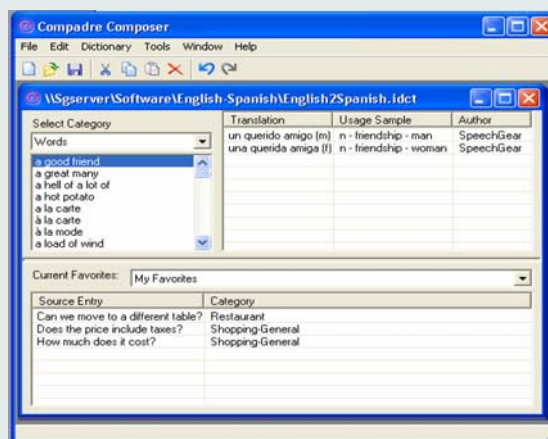 Compadre Composer
File Edit Dictionary Tools Window Help
\\Sgserver\Software\English-Spanish\English2Spanish.idct
Select Category
Words
a good friend
a great many
a hell of a lot of
a hot potato
a la carte
à la carte
à la mode
a load of wind
Translation Usage Sample Author
un querido amigo (m) n - friendship - man SpeechGear
una querida amiga (f) n - friendship - woman SpeechGear
Current Favorites: My Favorites
Source Entry Category
Can we move to a different table? Restaurant
Does the price include taxes? Shopping-General
How much does it cost? Shopping-General